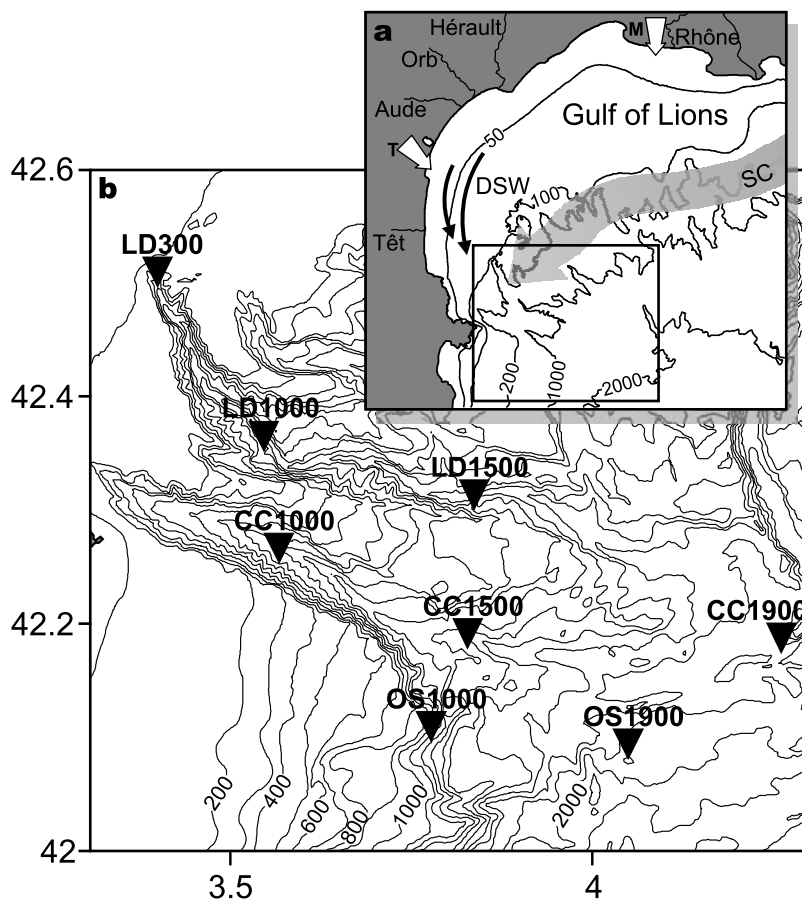 a
Hérault
M
Rhône
Orb
Aude
Gulf of Lions
50
T
DSW
100
SC
Têt
200
1000
2000
42.6
b
LD300
42.4
LD1000
LD1500
CC1000
42.2
CC1500
CC1900
OS1000
OS1900
200
400
600
800
1000
2000
42
3.5
4